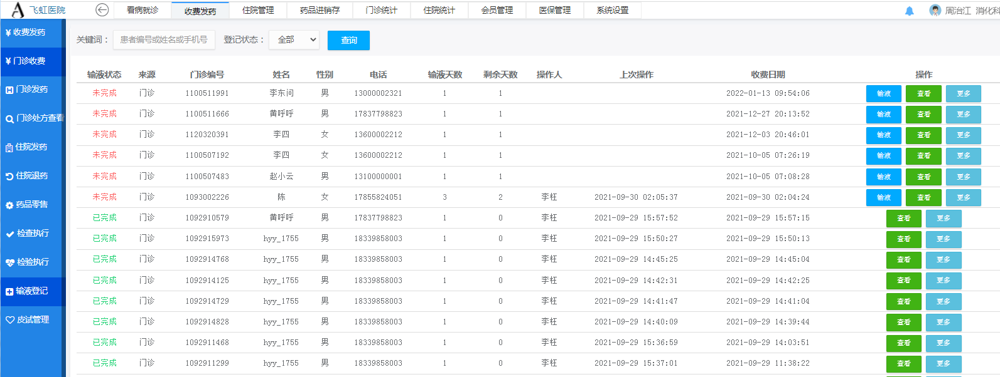 飞虹医院 看病就诊 收费发药 住院管理 药品进销存 门诊统计 住院统计 会员管理 医保管理 系统设置 周治江 消化科
¥ 收费发药
¥ 门诊收费
门诊发药
门诊处方查看
住院发药
住院退药
药品零售
检查执行
检验执行
输液登记
皮试管理
关键词： 患者编号或姓名或手机号 登记状态： 全部 查询
输液状态 来源 门诊编号 姓名 性别 电话 输液天数 剩余天数 操作人 上次操作 收费日期 操作
未完成 门诊 1100511991 李东问 男 13000002321 1 1 2022-01-13 09:54:06 输液 查看 更多
未完成 门诊 1100511666 黄呼呼 男 17837798823 1 1 2021-12-27 20:13:52 输液 查看 更多
未完成 门诊 1120320391 李四 女 13600002212 1 1 2021-12-03 20:46:01 输液 查看 更多
未完成 门诊 1100507192 李四 女 13600002212 1 1 2021-10-05 07:26:19 输液 查看 更多
未完成 门诊 1100507483 赵小云 男 13100000001 1 1 2021-10-05 07:08:28 输液 查看 更多
未完成 门诊 1093002226 陈 女 17855824051 3 2 李枉 2021-09-30 02:05:37 2021-09-30 02:04:24 输液 查看 更多
已完成 门诊 1092910579 黄呼呼 男 17837798823 1 0 李枉 2021-09-29 15:57:52 2021-09-29 15:57:15 查看 更多
已完成 门诊 1092915973 hyy_1755 男 18339858003 1 0 李枉 2021-09-29 15:50:27 2021-09-29 15:50:13 查看 更多
已完成 门诊 1092914768 hyy_1755 男 18339858003 1 0 李枉 2021-09-29 14:45:25 2021-09-29 14:45:04 查看 更多
已完成 门诊 1092914125 hyy_1755 男 18339858003 1 0 李枉 2021-09-29 14:42:31 2021-09-29 14:42:25 查看 更多
已完成 门诊 1092914729 hyy_1755 男 18339858003 1 0 李枉 2021-09-29 14:41:47 2021-09-29 14:41:04 查看 更多
已完成 门诊 1092914828 hyy_1755 男 18339858003 1 0 李枉 2021-09-29 14:40:09 2021-09-29 14:39:44 查看 更多
已完成 门诊 1092911468 hyy_1755 男 18339858003 1 0 李枉 2021-09-29 15:36:59 2021-09-29 14:03:51 查看 更多
已完成 门诊 1092911299 hyy_1755 男 18339858003 1 0 李枉 2021-09-29 15:37:01 2021-09-29 11:38:22 查看 更多